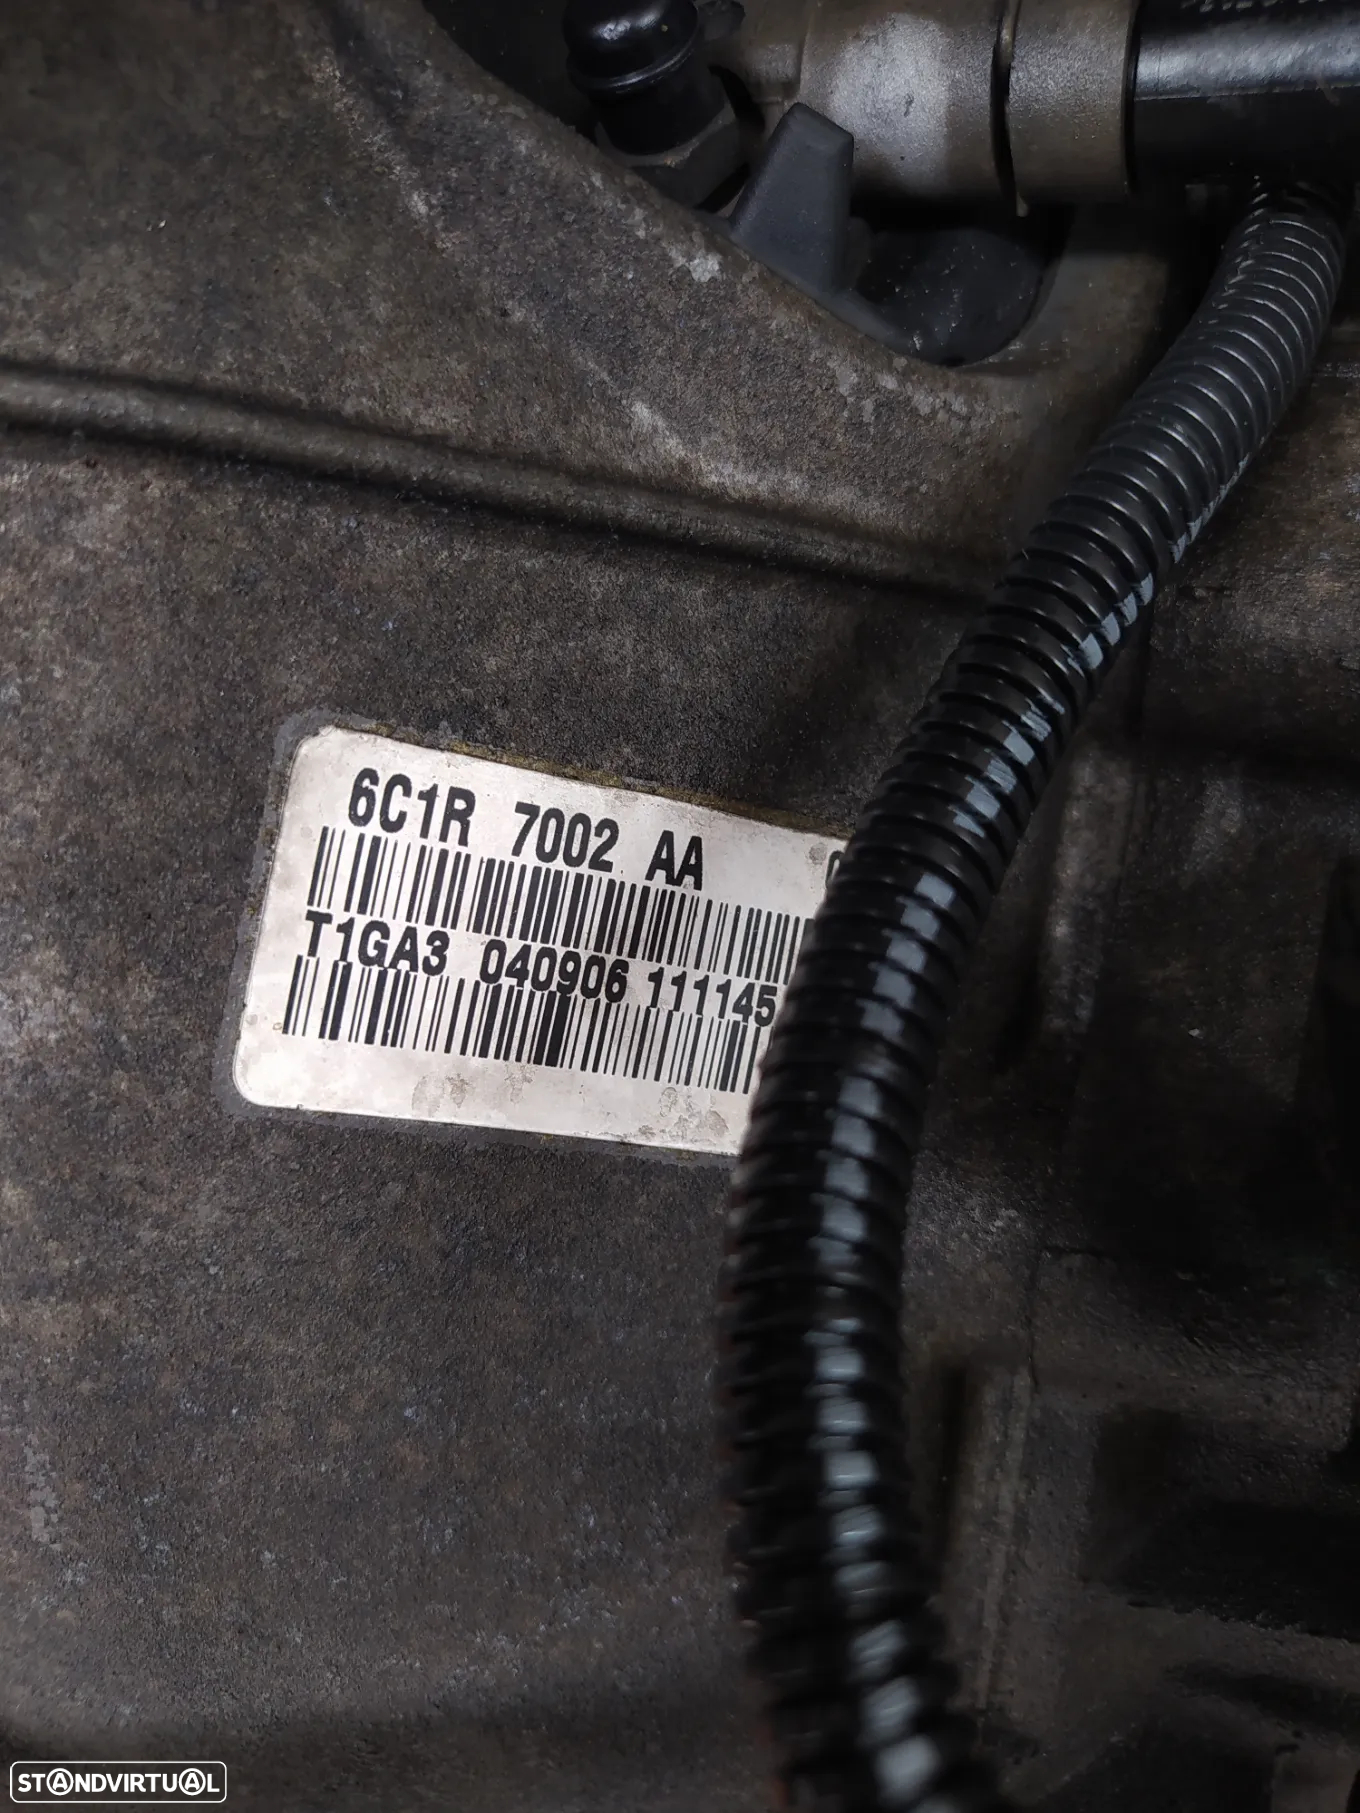 6C1R 7002 AA
T1GA3 040906 111145
STANDVIRTUAL